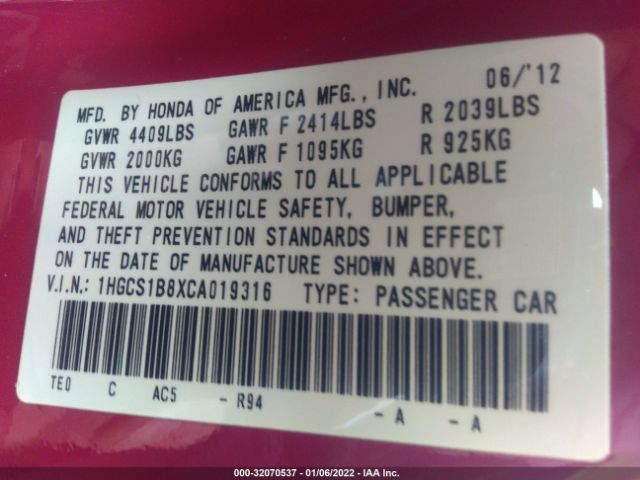 MFD. BY HONDA OF AMERICA MFG., INC. 06/'12
GVWR 4409LBS GAWR F 2414LBS R 2039LBS
GVWR 2000KG GAWR F 1095KG R 925KG
THIS VEHICLE CONFORMS TO ALL APPLICABLE
FEDERAL MOTOR VEHICLE SAFETY, BUMPER,
AND THEFT PREVENTION STANDARDS IN EFFECT
ON THE DATE OF MANUFACTURE SHOWN ABOVE.
V.I.N.: 1HGCS1B8XCA019316 TYPE: PASSENGER CAR
TE0 C AC5 - R94 - A - A
000-32070537 - 01/06/2022 - IAA Inc.